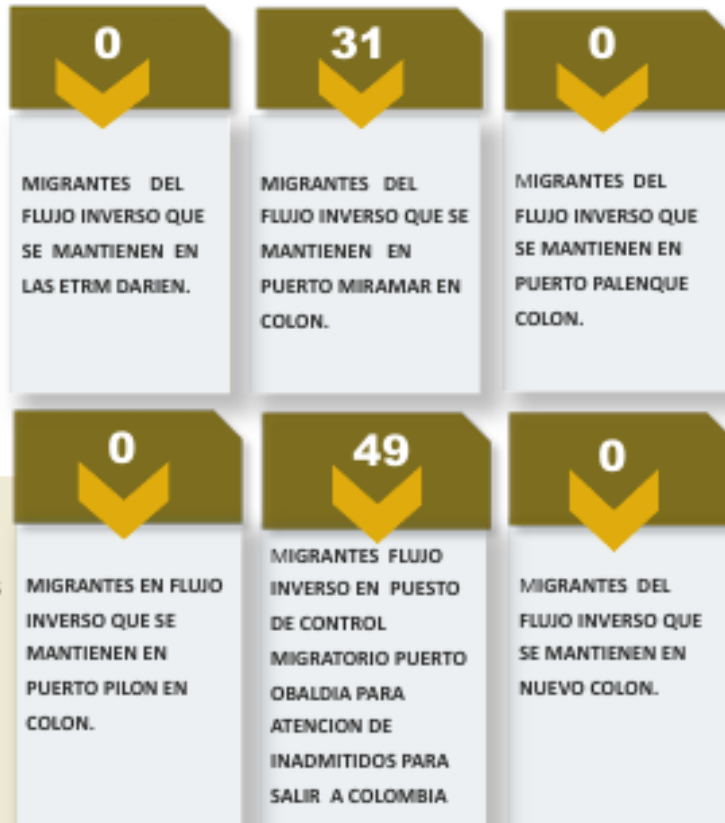 0
MIGRANTES DEL
FLUJO INVERSO QUE
SE MANTIENEN EN
LAS ETRM DARIEN.
31
MIGRANTES DEL
FLUJO INVERSO QUE SE
MANTIENEN EN
PUERTO MIRAMAR EN
COLON.
0
MIGRANTES DEL
FLUJO INVERSO QUE
SE MANTIENEN EN
PUERTO PALENQUE
COLON.
0
MIGRANTES EN FLUJO
INVERSO QUE SE
MANTIENEN EN
PUERTO PILON EN
COLON.
49
MIGRANTES FLUJO
INVERSO EN PUESTO
DE CONTROL
MIGRATORIO PUERTO
OBALDIA PARA
ATENCION DE
INADMITIDOS PARA
SALIR A COLOMBIA
0
MIGRANTES DEL
FLUJO INVERSO QUE
SE MANTIENEN EN
NUEVO COLON.